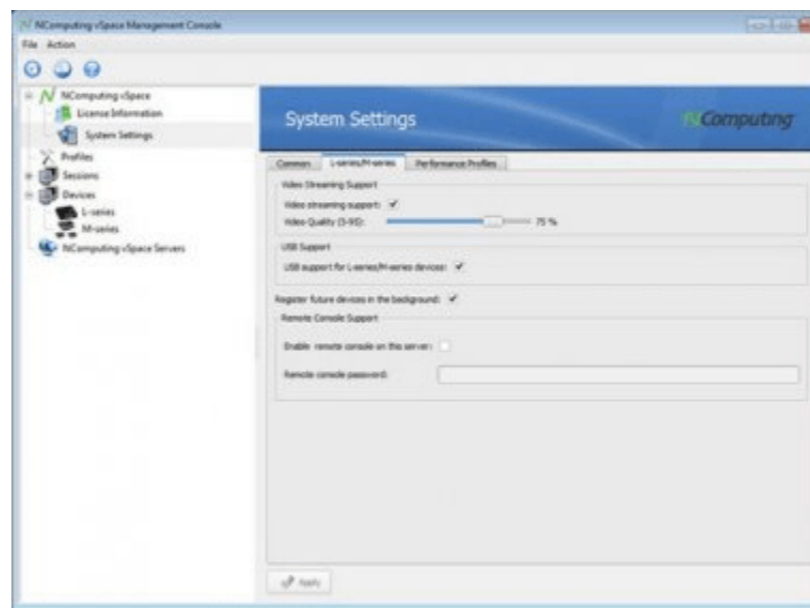 NComputing vSpace Management Console
File Action
NComputing vSpace
License Information
System Settings
Profiles
Sessions
Devices
L-series
M-series
NComputing vSpace Servers
System Settings
NComputing
Common L-series/M-series Performance Profiles
Video Streaming Support
Video streaming support:
Video Quality (5-95): 75 %
USB Support
USB support for L-series/M-series devices:
Register future devices in the background:
Remote Console Support
Enable remote console on this server:
Remote console password:
Apply